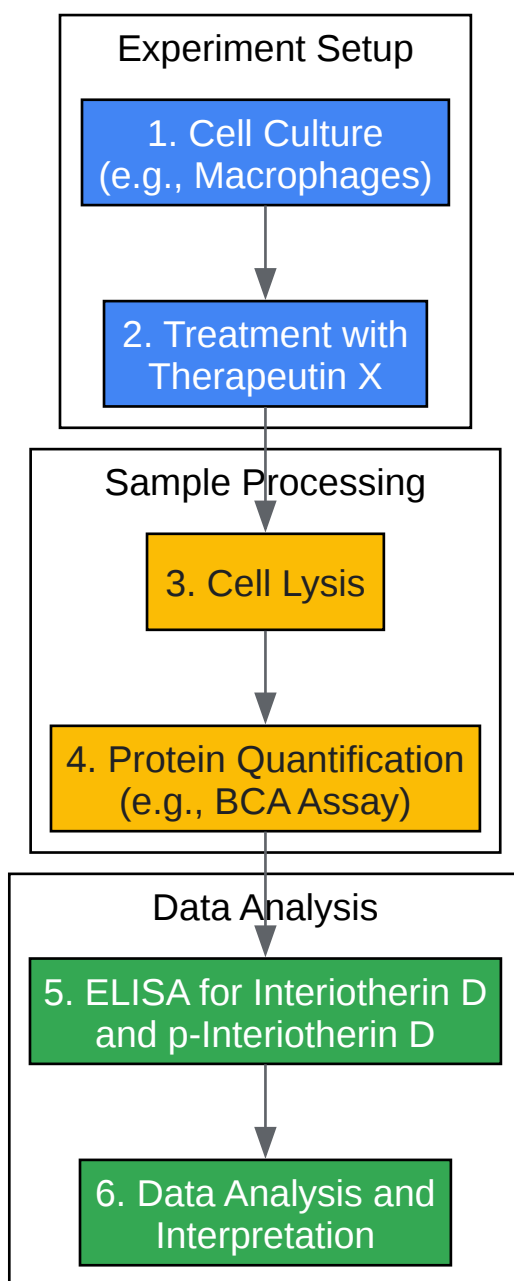 Experiment Setup
1. Cell Culture
(e.g., Macrophages)
2. Treatment with
Therapeutin X
Sample Processing
3. Cell Lysis
4. Protein Quantification
(e.g., BCA Assay)
Data Analysis
5. ELISA for Interiotherin D
and p-Interiotherin D
6. Data Analysis and
Interpretation